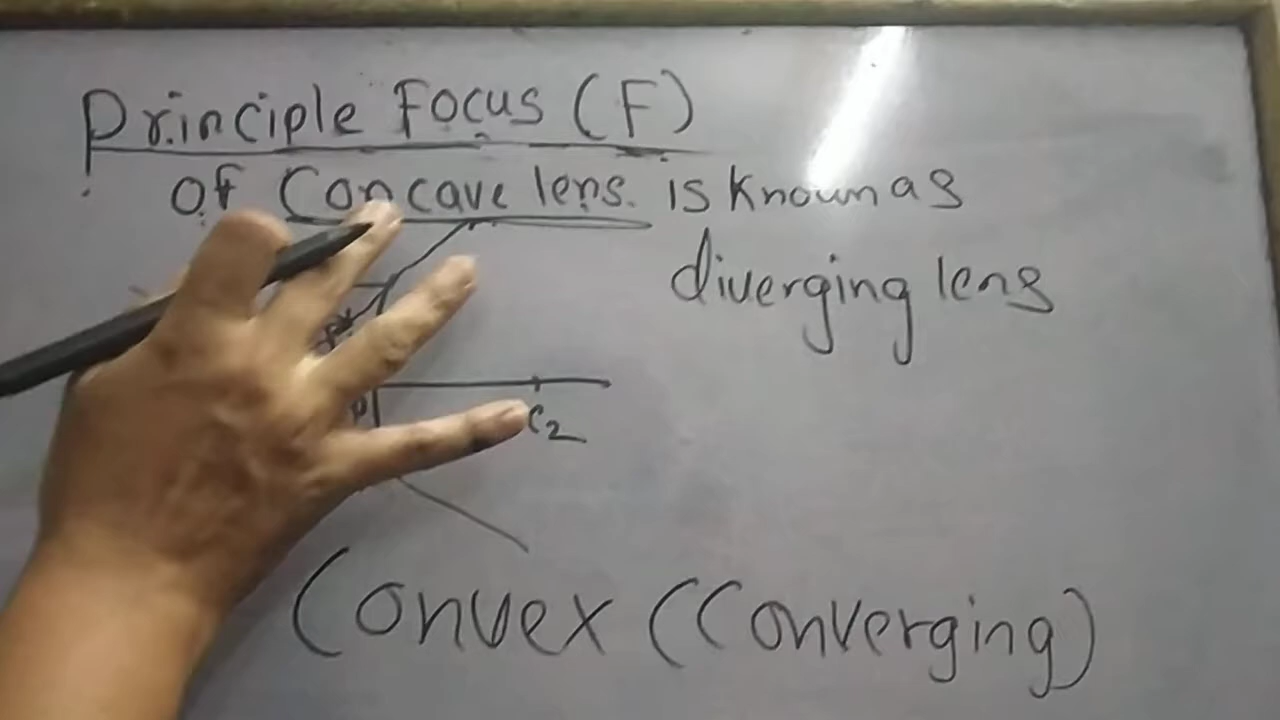 Principle Focus (F)
of Concave lens. is known as
diverging lens
C2
Convex (Converging)